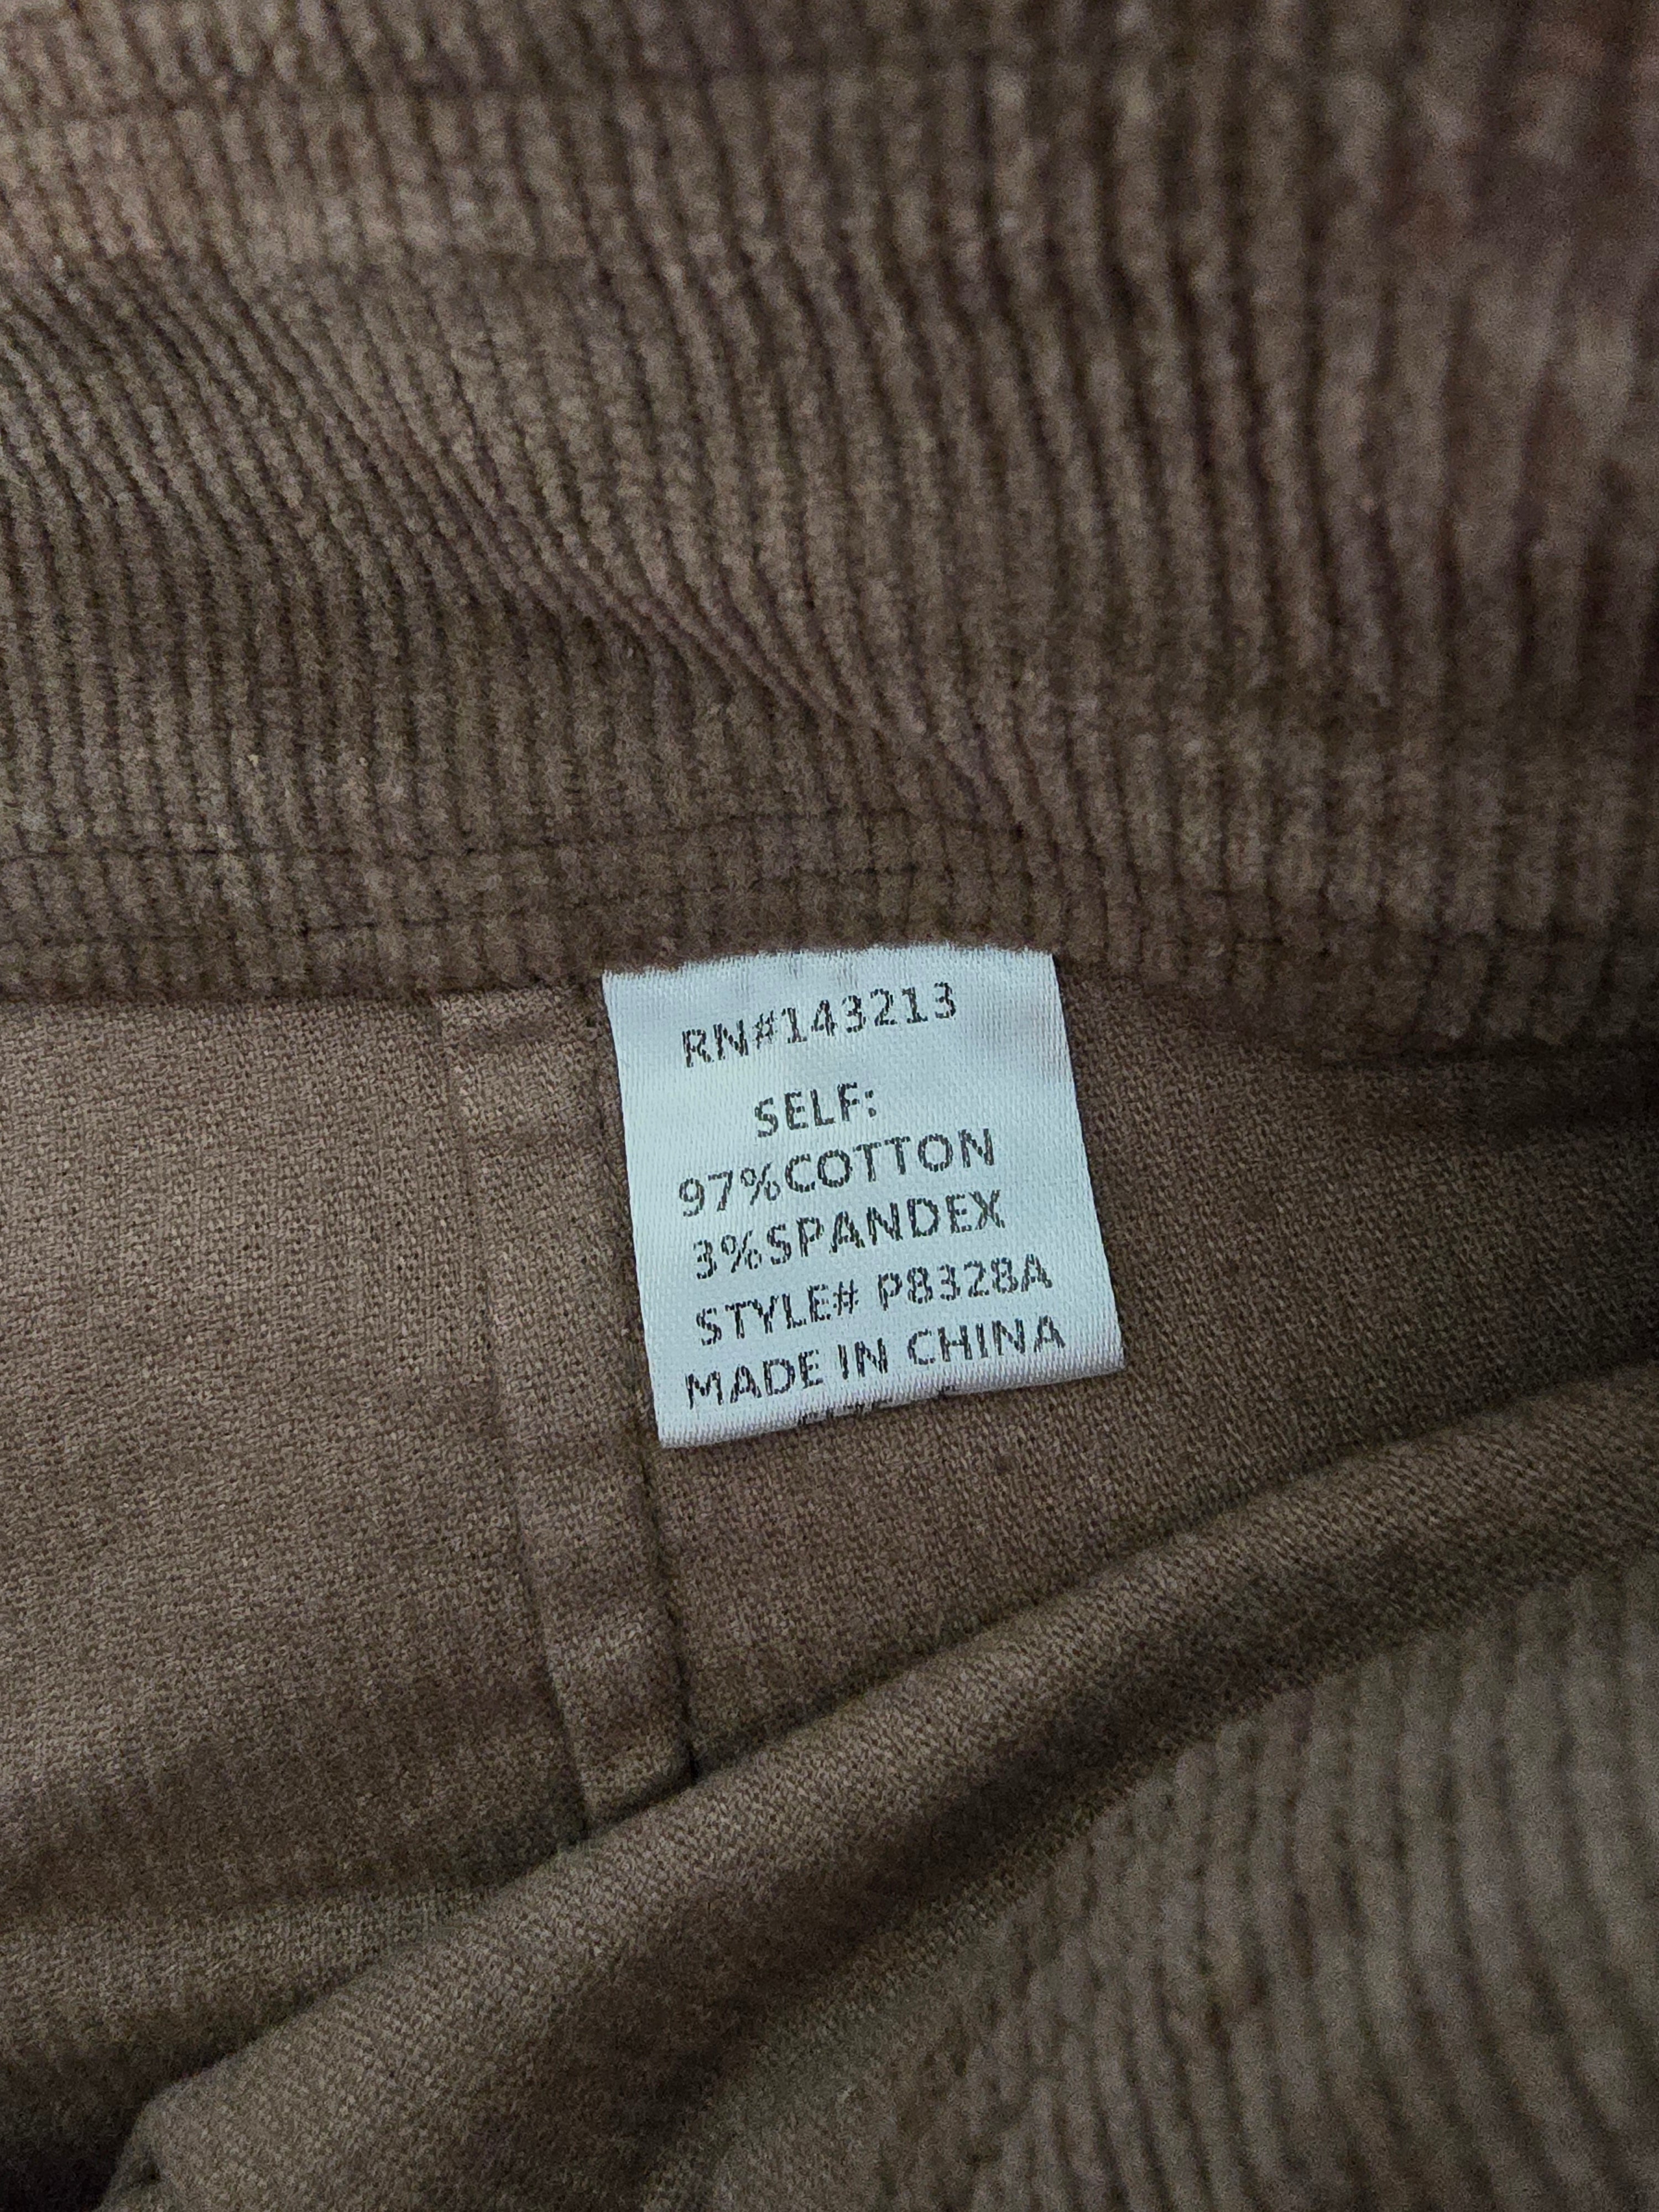 RN#143213
SELF:
97%COTTON
3%SPANDEX
STYLE# P8328A
MADE IN CHINA